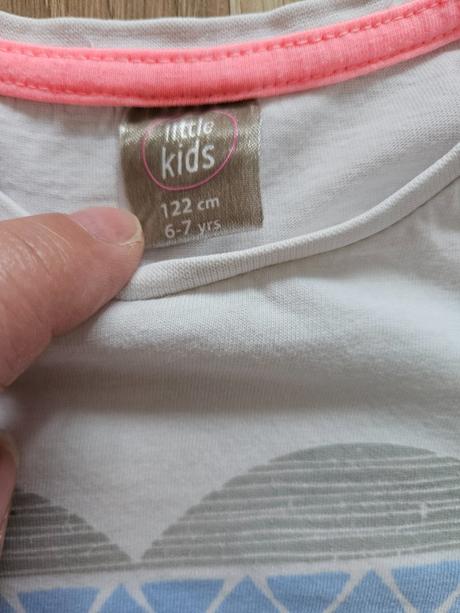 little
kids
122 cm
6-7 yrs